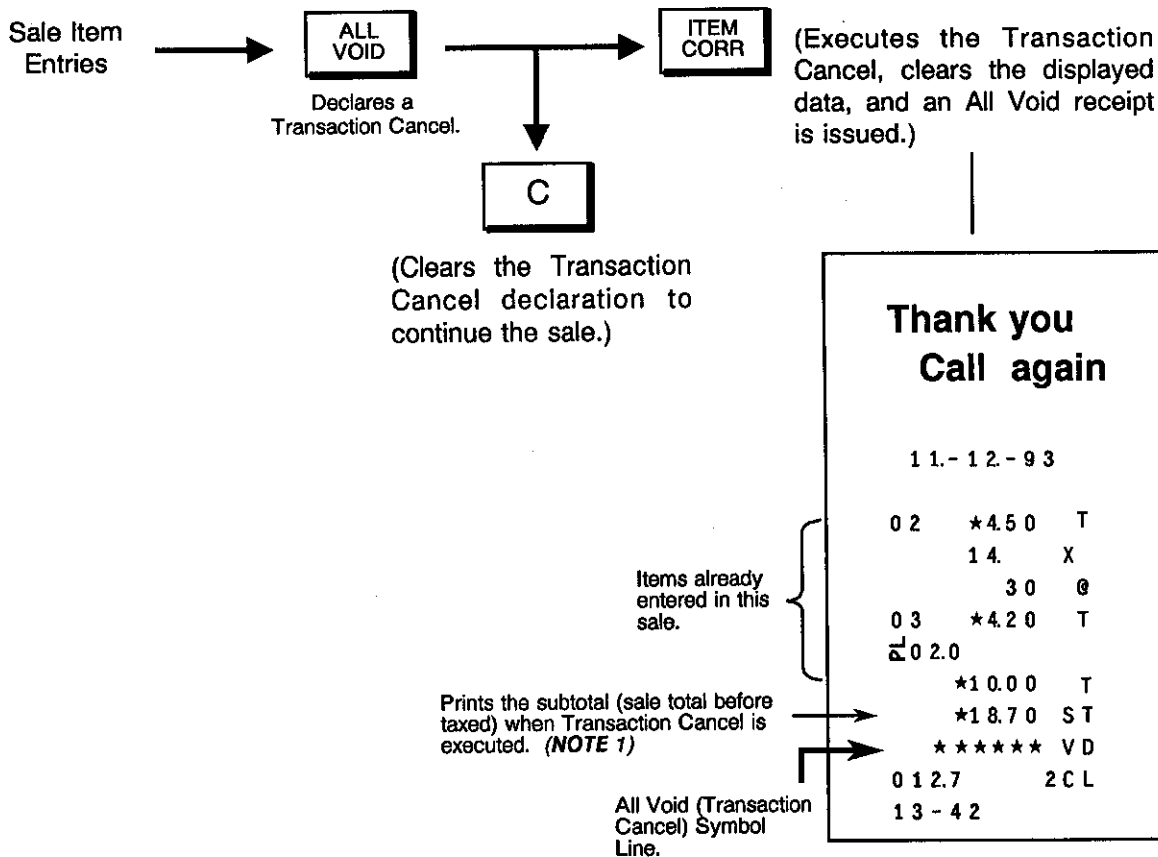 Sale Item
Entries
ALL
VOID
Declares a
Transaction Cancel.
ITEM
CORR
(Executes the Transaction
Cancel, clears the displayed
data, and an All Void receipt
is issued.)
C
(Clears the Transaction
Cancel declaration to
continue the sale.)
Thank you
Call again
11.-12.-93
02 ★4.50 T
14. X
30 @
03 ★4.20 T
PL02.0
★10.00 T
★18.70 ST
★★★★★★ VD
012.7 2CL
13-42
Items already
entered in this
sale.
Prints the subtotal (sale total before
taxed) when Transaction Cancel is
executed. (NOTE 1)
All Void (Transaction
Cancel) Symbol
Line.